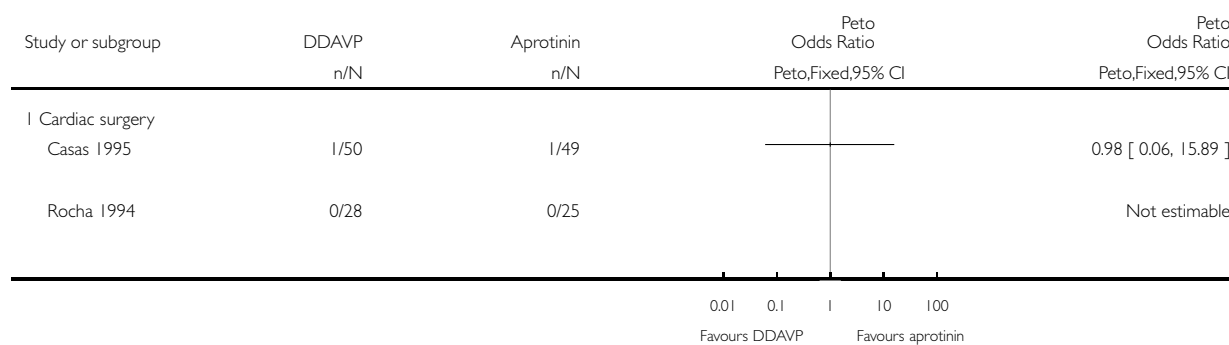 Peto Peto
Study or subgroup DDAVP Aprotinin Odds Ratio Odds Ratio
n/N n/N Peto,Fixed,95% CI Peto,Fixed,95% CI
1 Cardiac surgery
Casas 1995 1/50 1/49 0.98 [ 0.06, 15.89 ]
Rocha 1994 0/28 0/25 Not estimable
0.01 0.1 1 10 100
Favours DDAVP Favours aprotinin